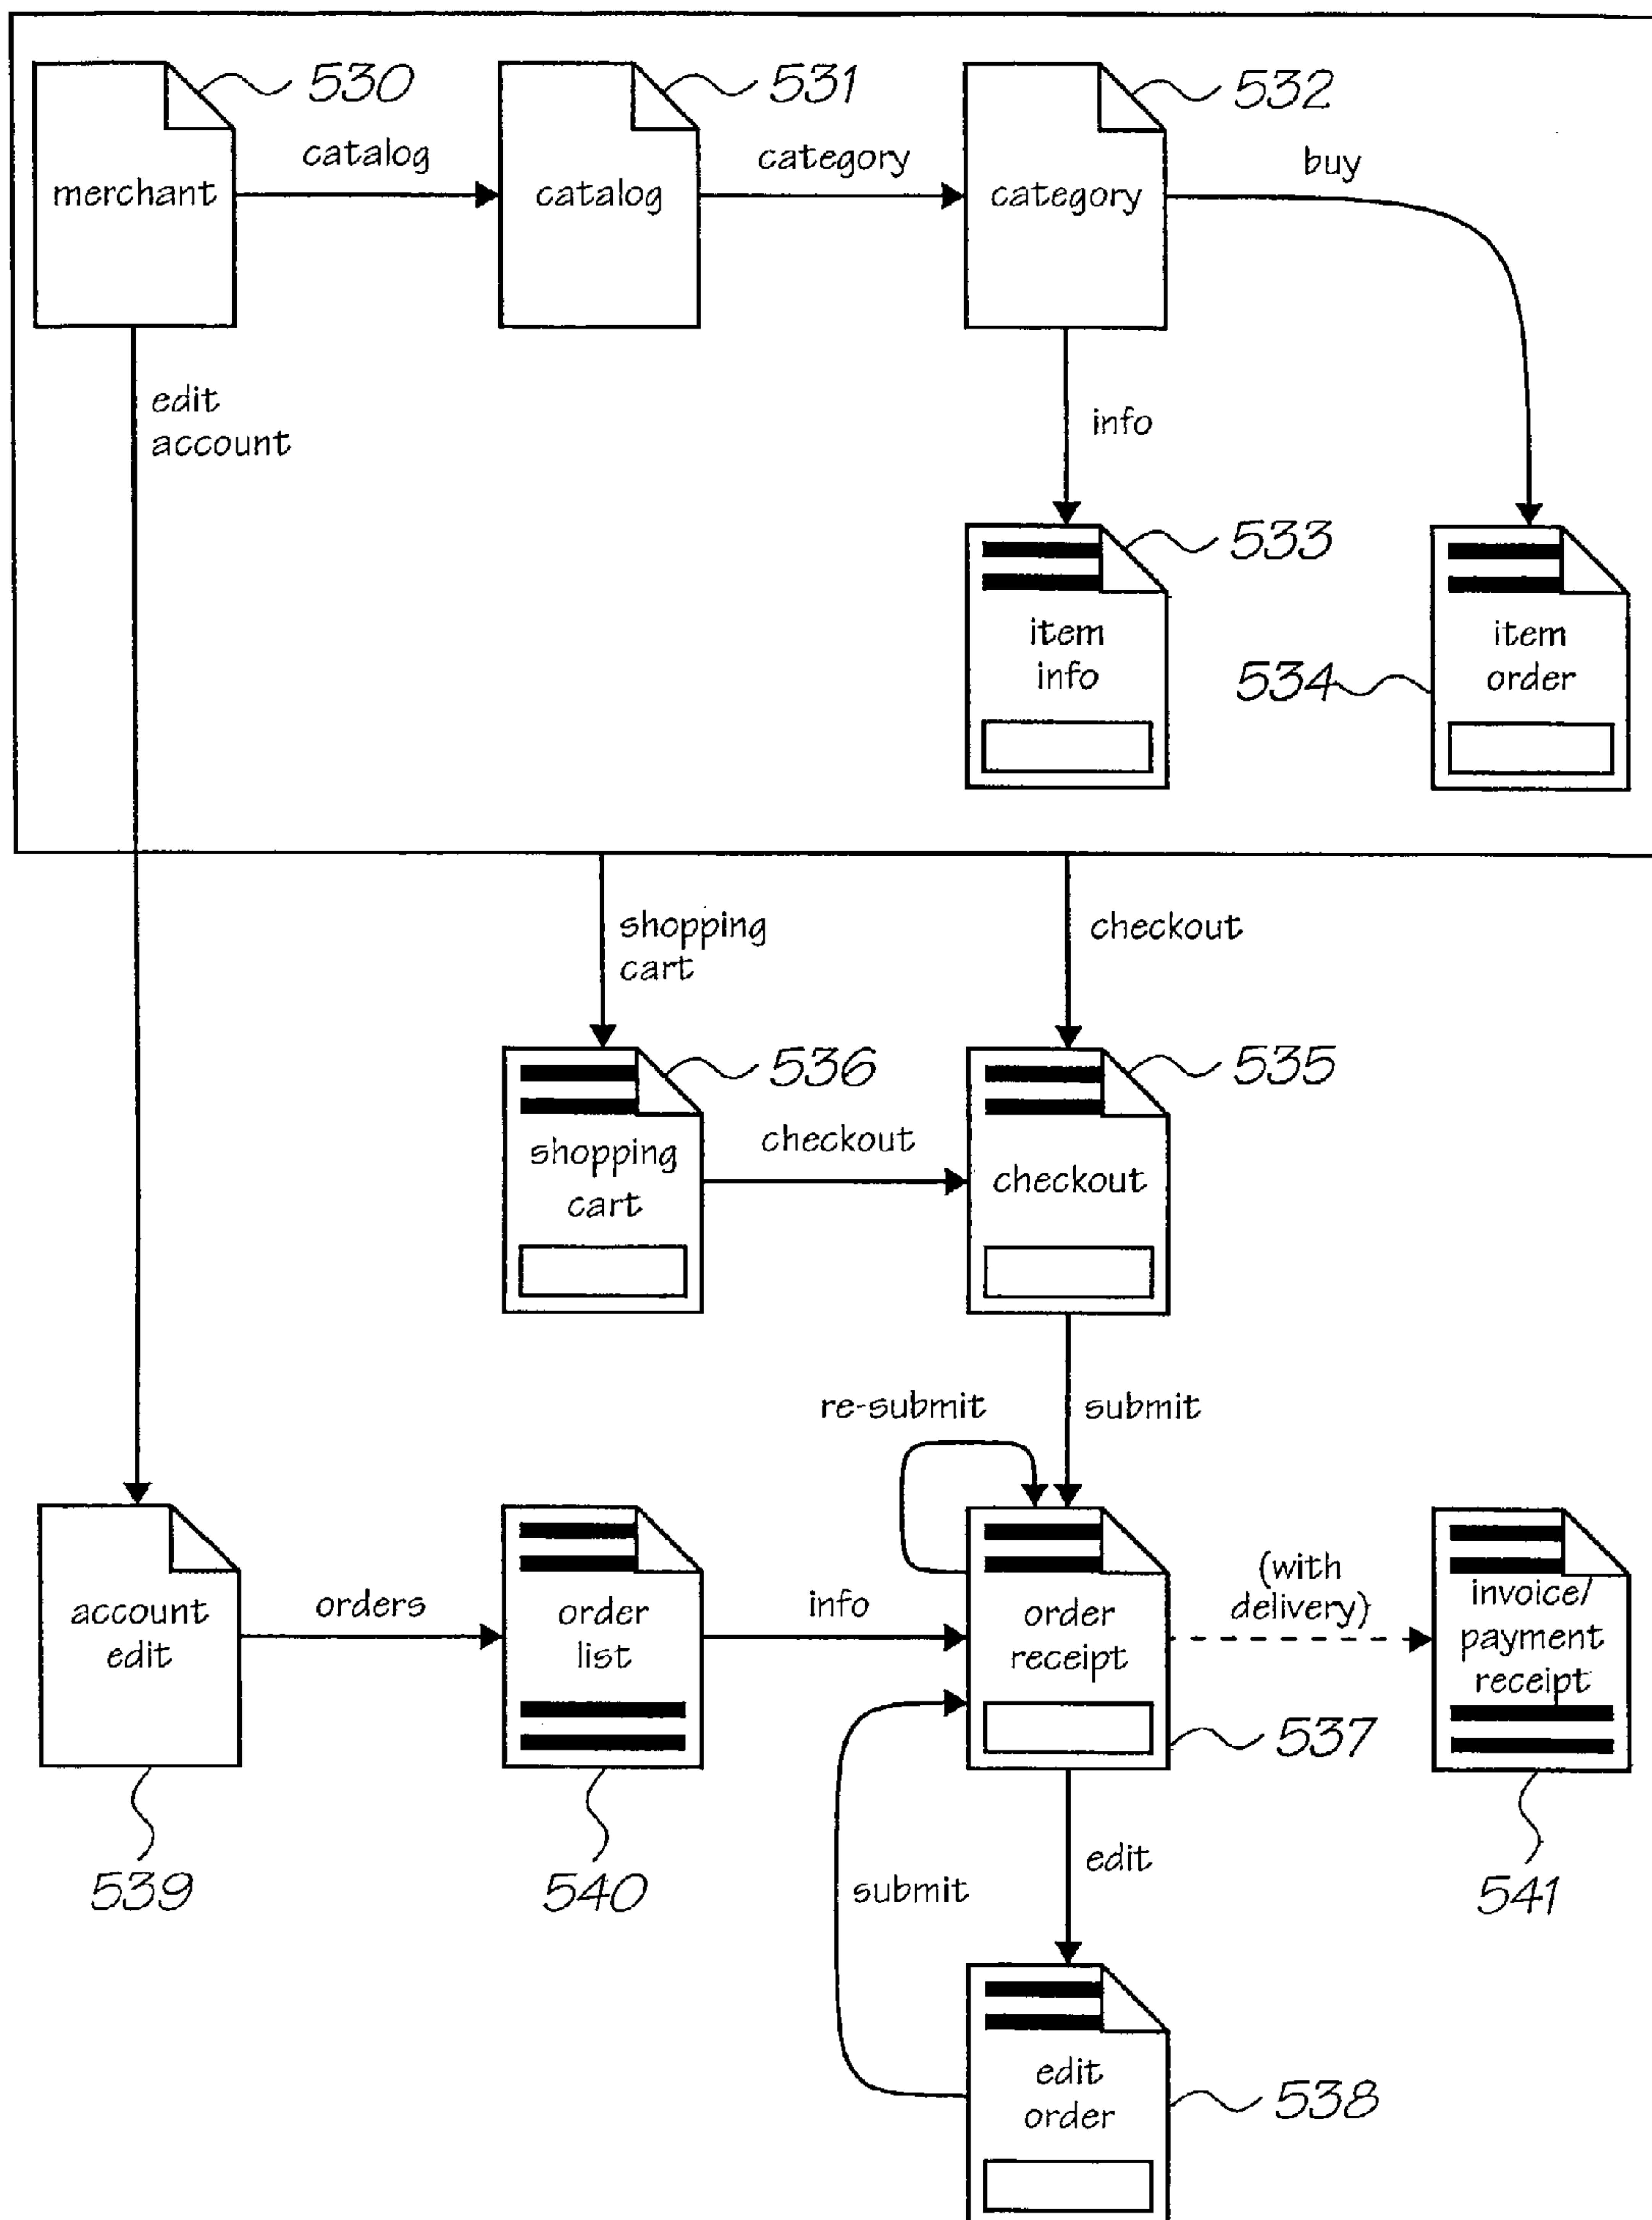 530
531
532
catalog
category
buy
merchant
catalog
category
edit
account
info
533
item
info
534
item
order
shopping
cart
checkout
536
535
shopping
cart
checkout
checkout
re-submit
submit
account
edit
orders
order
list
info
order
receipt
(with
delivery)
invoice/
payment
receipt
537
539
540
541
submit
edit
edit
order
538